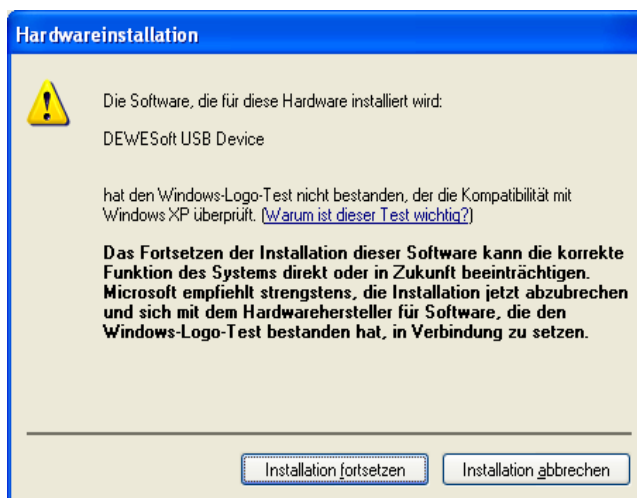 Hardwareinstallation
Die Software, die für diese Hardware installiert wird:
DEWESoft USB Device
hat den Windows-Logo-Test nicht bestanden, der die Kompatibilität mit
Windows XP überprüft. (Warum ist dieser Test wichtig?)
Das Fortsetzen der Installation dieser Software kann die korrekte
Funktion des Systems direkt oder in Zukunft beeinträchtigen.
Microsoft empfiehlt strengstens, die Installation jetzt abzubrechen
und sich mit dem Hardwarehersteller für Software, die den
Windows-Logo-Test bestanden hat, in Verbindung zu setzen.
Installation fortsetzen
Installation abbrechen